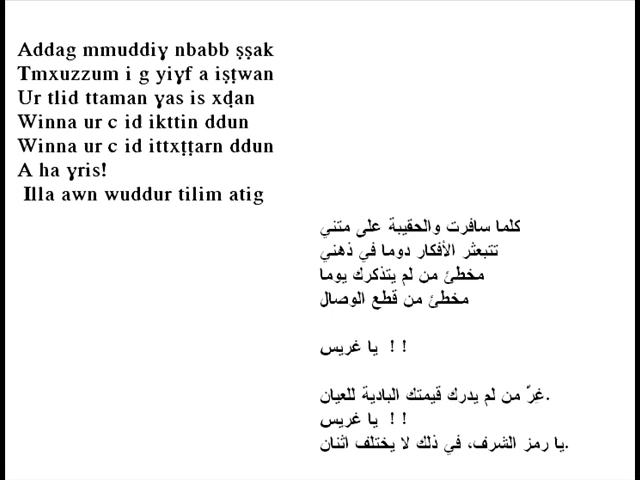 Addag mmuddiɣ nbabb ṣṣak
Tmxuzzum i g yiɣf a iṣṭwan
Ur tlid ttaman ɣas is xḍan
Winna ur c id ikttin ddun
Winna ur c id ittxṭṭarn ddun
A ha ɣris!
Illa awn wuddur tilim atig
كلما سافرت والحقيبة على متني
تتبعثر الأفكار دوما في ذهني
مخطئ من لم يتذكرك يوما
مخطئ من قطع الوصال
يا غريس !!
غرِّ من لم يدرك قيمتك البادية للعيان.
يا غريس !!
يا رمز الشرف، في ذلك لا يختلف اثنان.